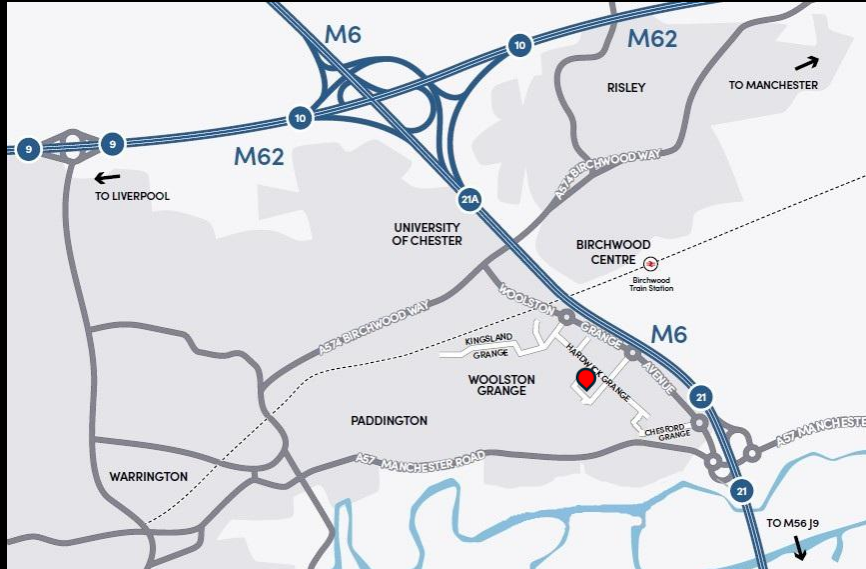 M6
M62
10
RISLEY
TO MANCHESTER
10
9
9
M62
TO LIVERPOOL
A574 BIRCHWOOD WAY
21A
UNIVERSITY
OF CHESTER
BIRCHWOOD
CENTRE
Birchwood
Train Station
WOOLSTON GRANGE AVENUE
A574 BIRCHWOOD WAY
M6
KINGSLAND
GRANGE
HARDWICK GRANGE
WOOLSTON
GRANGE
21
PADDINGTON
CHESFORD
GRANGE
A57 MANCHESTE
A57 MANCHESTER ROAD
WARRINGTON
21
TO M56 J9